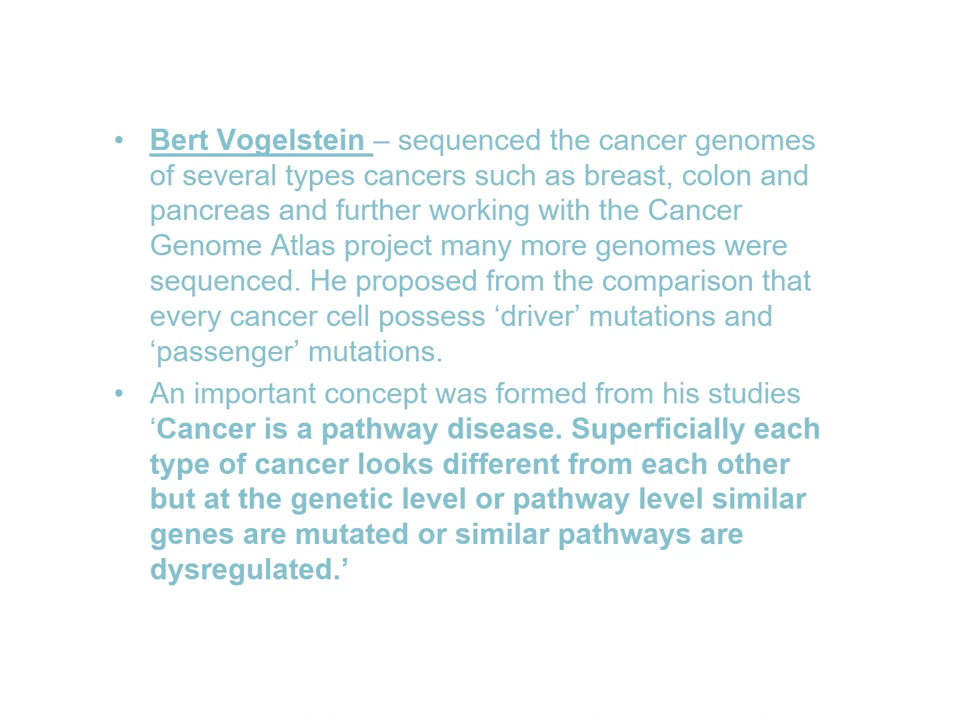 • Bert Vogelstein – sequenced the cancer genomes
of several types cancers such as breast, colon and
pancreas and further working with the Cancer
Genome Atlas project many more genomes were
sequenced. He proposed from the comparison that
every cancer cell possess ‘driver’ mutations and
‘passenger’ mutations.
• An important concept was formed from his studies
‘Cancer is a pathway disease. Superficially each
type of cancer looks different from each other
but at the genetic level or pathway level similar
genes are mutated or similar pathways are
dysregulated.’